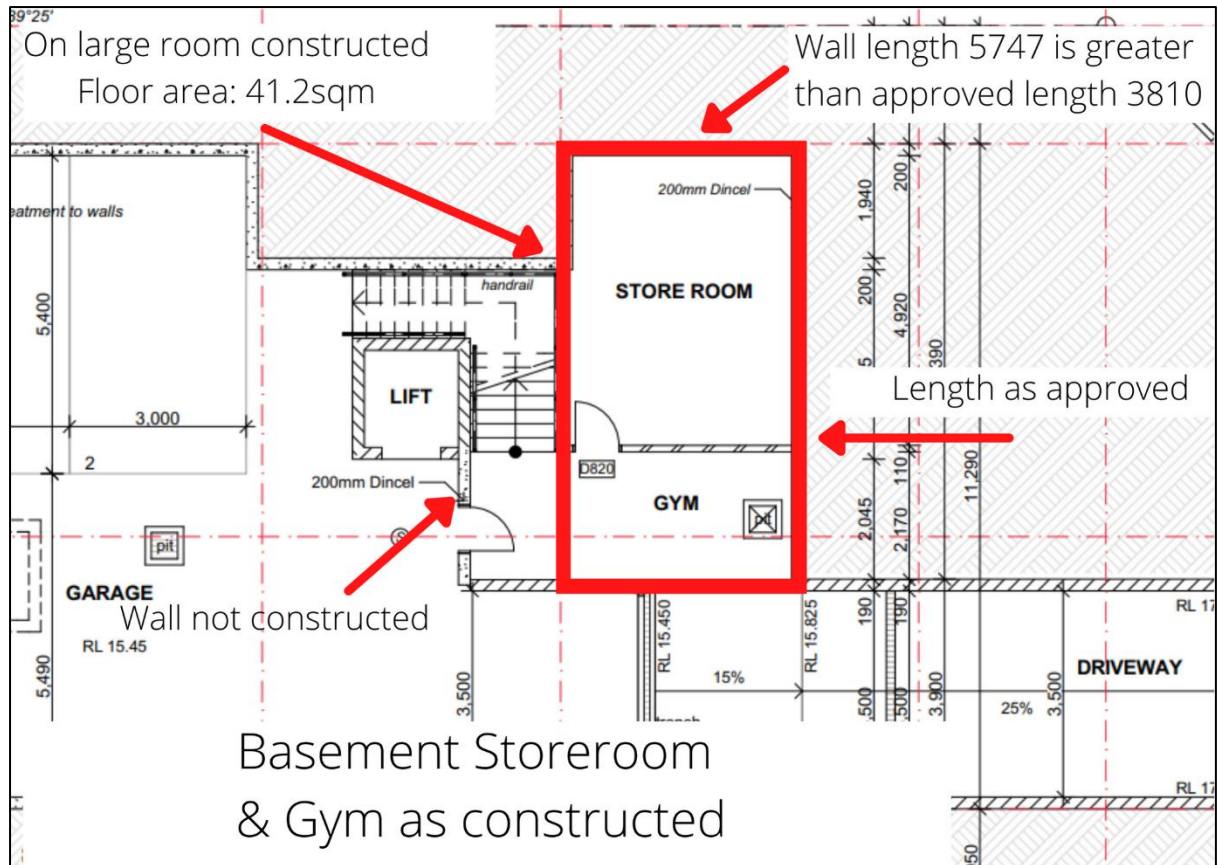 39°25'
On large room constructed
Floor area: 41.2sqm
Wall length 5747 is greater
than approved length 3810
200mm Dincel
eatment to walls
1,940
200
handrail
STORE ROOM
200
4,920
390
5
5,400
LIFT
Length as approved
3,000
2
D820
110
11,290
200mm Dincel
GYM
pit
2,045
2,170
pit
S
GARAGE
Wall not constructed
RL 15.45
190
190
RL 15.450
RL 15.825
RL 17
5,490
3,500
15%
,500
,500
3,900
25%
3,500
DRIVEWAY
Basement Storeroom
& Gym as constructed
RL 17
050